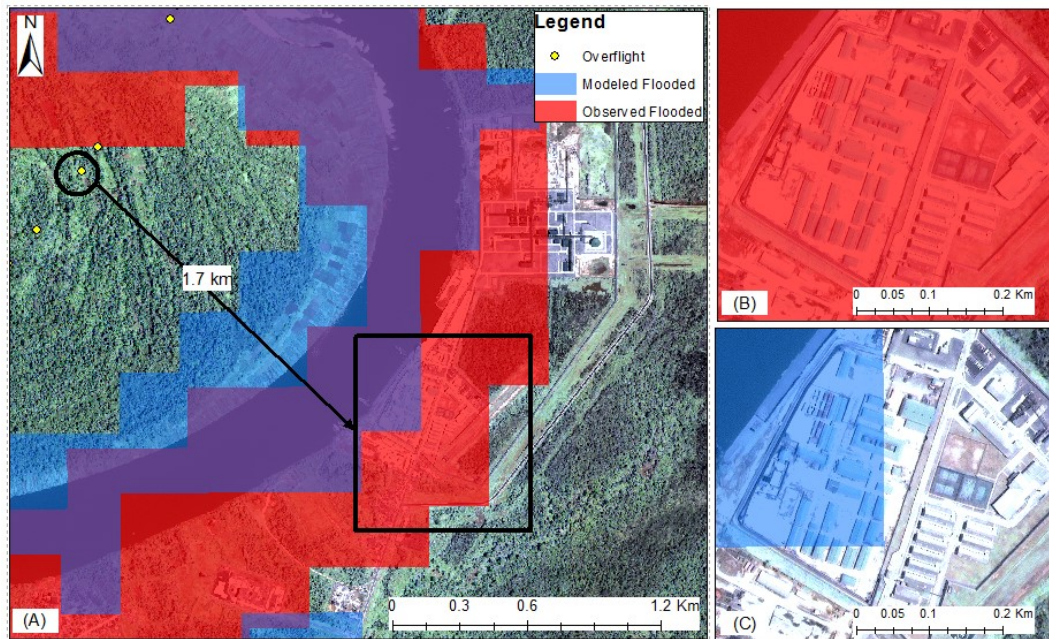 N
Legend
Overflight
Modeled Flooded
Observed Flooded
1.7 km
(A)
0 0.3 0.6 1.2 Km
(B)
0 0.05 0.1 0.2 Km
(C)
0 0.05 0.1 0.2 Km